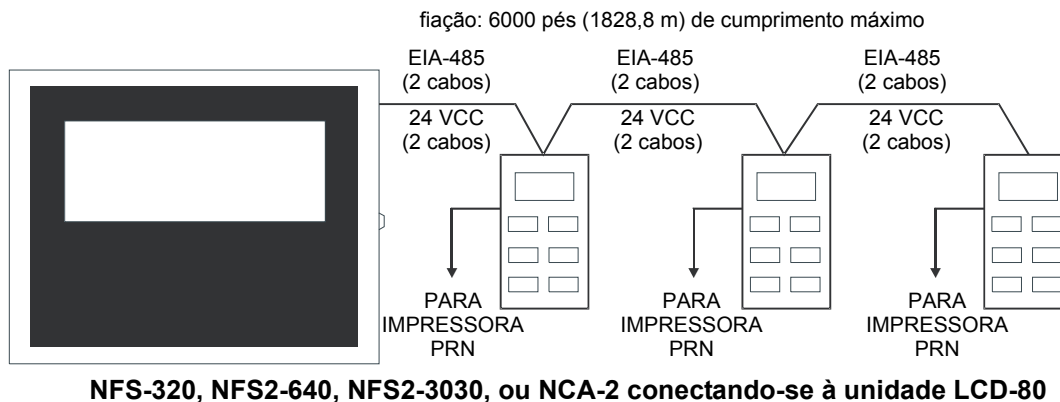 fiação: 6000 pés (1828,8 m) de cumprimento máximo
EIA-485
(2 cabos)
24 VCC
(2 cabos)
EIA-485
(2 cabos)
24 VCC
(2 cabos)
EIA-485
(2 cabos)
24 VCC
(2 cabos)
PARA
IMPRESSORA
PRN
PARA
IMPRESSORA
PRN
PARA
IMPRESSORA
PRN
NFS-320, NFS2-640, NFS2-3030, ou NCA-2 conectando-se à unidade LCD-80